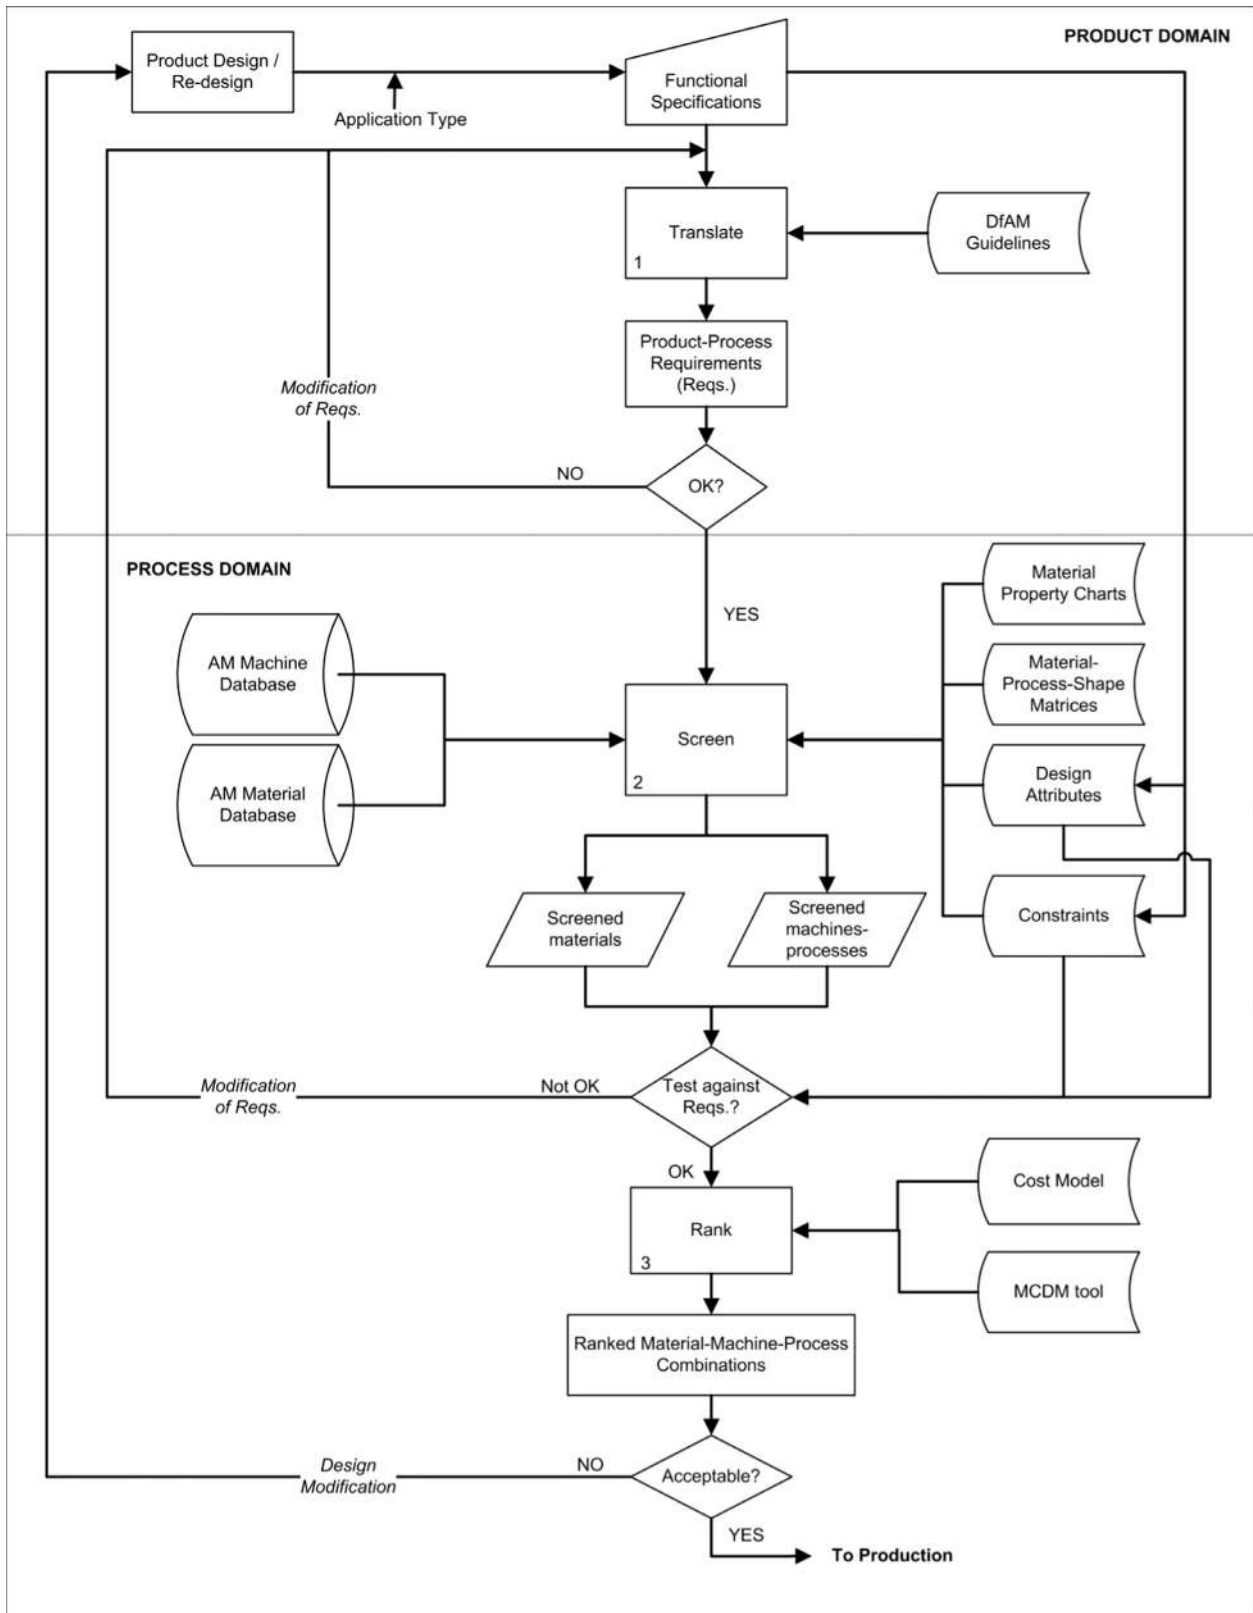 PRODUCT DOMAIN
Product Design /
Re-design
Functional
Specifications
Application Type
Translate
1
DfAM
Guidelines
Product-Process
Requirements
(Reqs.)
Modification
of Reqs.
NO
OK?
PROCESS DOMAIN
YES
Material
Property Charts
AM Machine
Database
Material-
Process-Shape
Matrices
Screen
2
AM Material
Database
Design
Attributes
Screened
materials
Screened
machines-
processes
Constraints
Modification
of Reqs.
Not OK
Test against
Reqs.?
OK
Cost Model
Rank
3
MCDM tool
Ranked Material-Machine-Process
Combinations
Design
Modification
NO
Acceptable?
YES
To Production